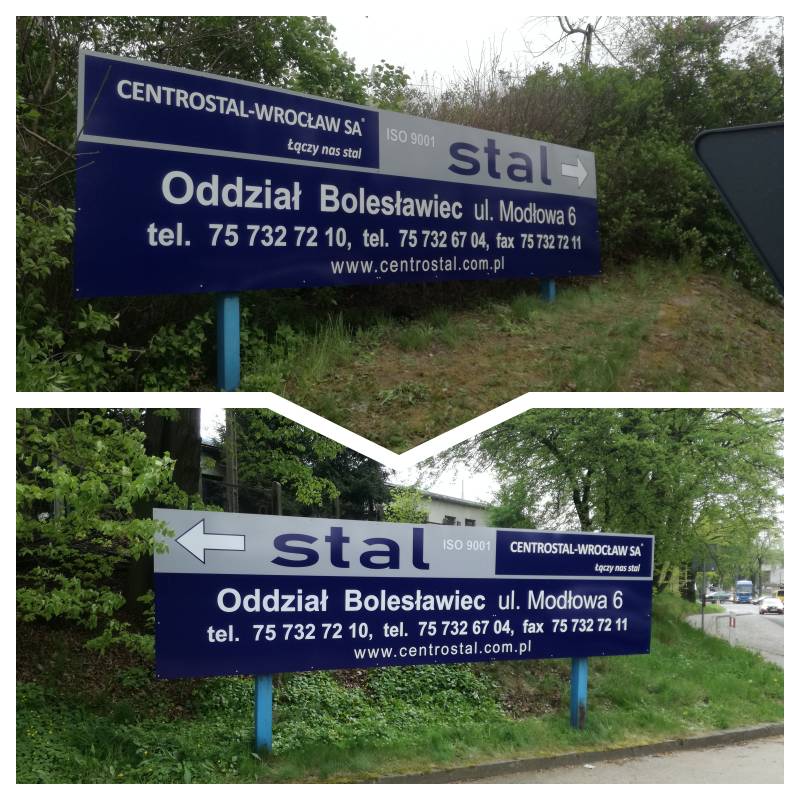 CENTROSTAL-WROCŁAW SA®
Łączy nas stal
ISO 9001
stal
Oddział Bolesławiec ul. Modłowa 6
tel. 75 732 72 10, tel. 75 732 67 04, fax 75 732 72 11
www.centrostal.com.pl
stal
ISO 9001
CENTROSTAL-WROCŁAW SA®
Łączy nas stal
Oddział Bolesławiec ul. Modłowa 6
tel. 75 732 72 10, tel. 75 732 67 04, fax 75 732 72 11
www.centrostal.com.pl